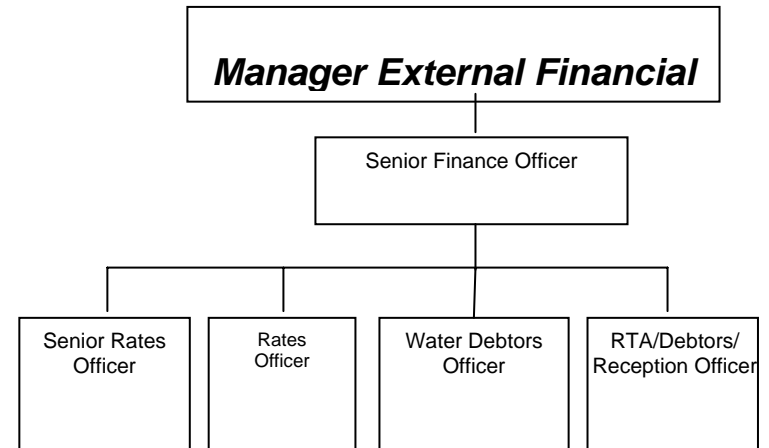 Manager External Financial
Senior Finance Officer
Senior Rates
Officer
Rates
Officer
Water Debtors
Officer
RTA/Debtors/
Reception Officer